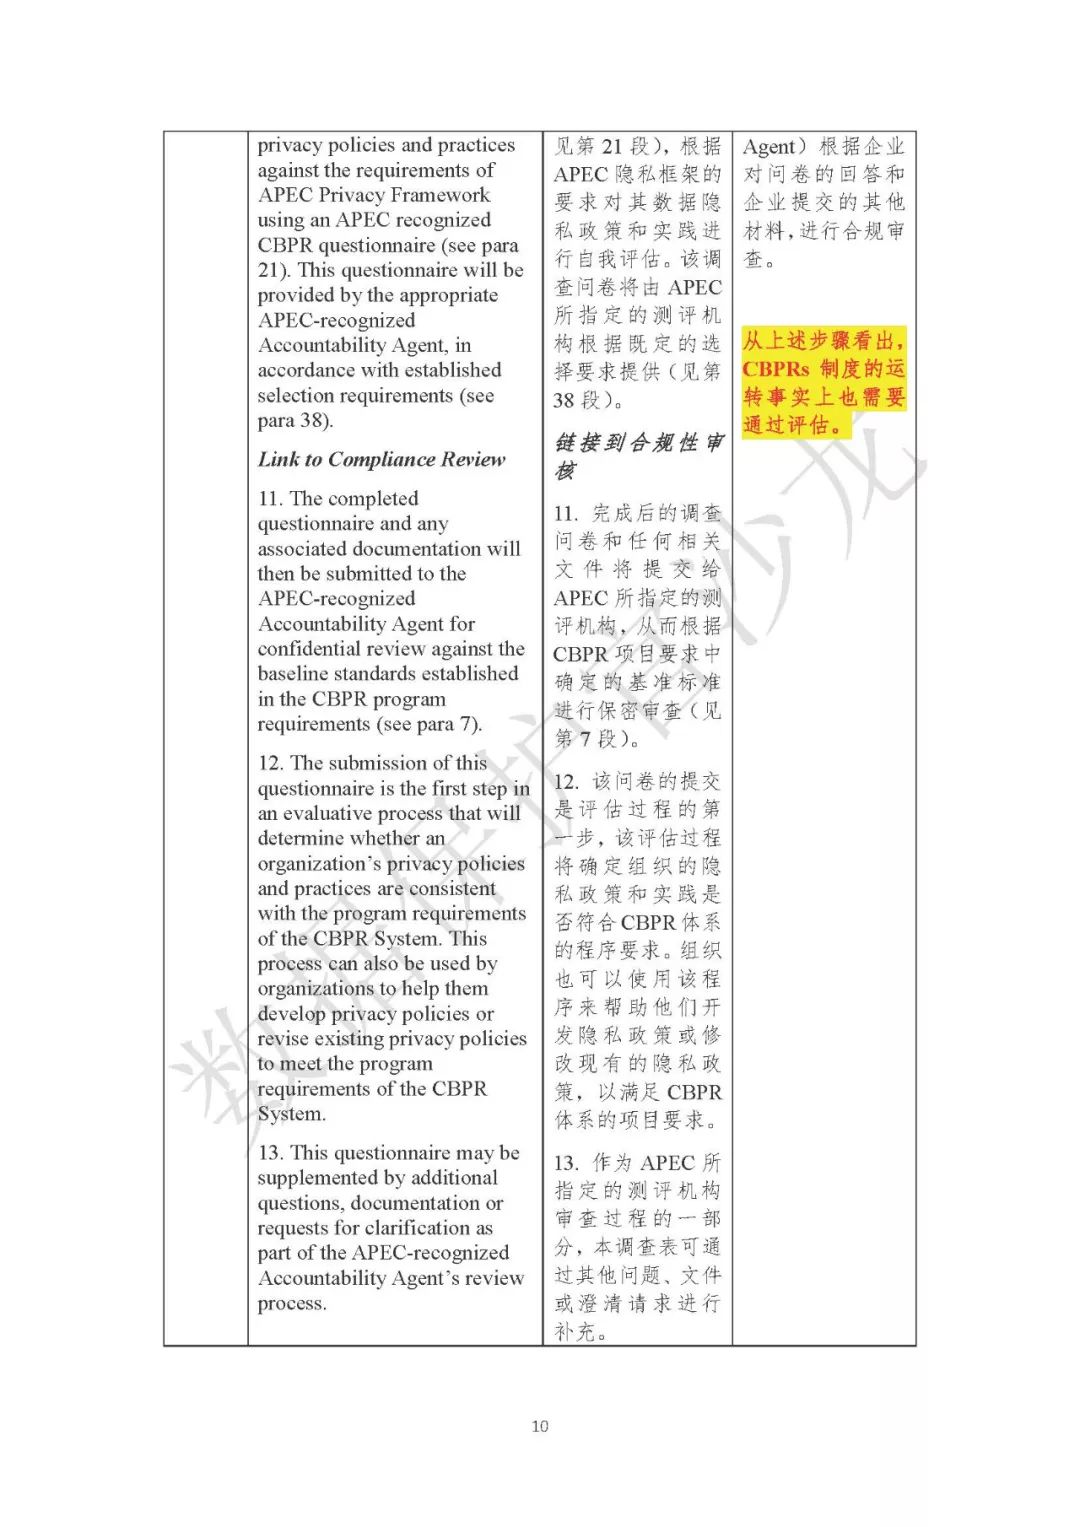 privacy policies and practices
against the requirements of
APEC Privacy Framework
using an APEC recognized
CBPR questionnaire (see para
21). This questionnaire will be
provided by the appropriate
APEC-recognized
Accountability Agent, in
accordance with established
selection requirements (see
para 38).
Link to Compliance Review
11. The completed
questionnaire and any
associated documentation will
then be submitted to the
APEC-recognized
Accountability Agent for
confidential review against the
baseline standards established
in the CBPR program
requirements (see para 7).
12. The submission of this
questionnaire is the first step in
an evaluative process that will
determine whether an
organization’s privacy policies
and practices are consistent
with the program requirements
of the CBPR System. This
process can also be used by
organizations to help them
develop privacy policies or
revise existing privacy policies
to meet the program
requirements of the CBPR
System.
13. This questionnaire may be
supplemented by additional
questions, documentation or
requests for clarification as
part of the APEC-recognized
Accountability Agent’s review
process.
见第 21 段)，根据
APEC 隐私框架的
要求对其数据隐
私政策和实践进
行自我评估。该调
查问卷将由 APEC
所指定的测评机
构根据既定的选
择要求提供（见第
38 段）。
链接到合规性审
核
11. 完成后的调查
问卷和任何相关
文件将提交给
APEC 所指定的测
评机构，从而根据
CBPR 项目要求中
确定的基准标准
进行保密审查（见
第 7 段）。
12. 该问卷的提交
是评估过程的第
一步，该评估过程
将确定组织的隐
私政策和实践是
否符合 CBPR 体系
的程序要求。组织
也可以使用该程
序来帮助他们开
发隐私政策或修
改现有的隐私政
策，以满足 CBPR
体系的项目要求。
13. 作为 APEC 所
指定的测评机构
审查过程的一部
分，本调查表可通
过其他问题、文件
或澄清请求进行
补充。
Agent）根据企业
对问卷的回答和
企业提交的其他
材料，进行合规审
查。
从上述步骤看出，
CBPRs 制度的运
转事实上也需要
通过评估。
数据保护官沙龙
10